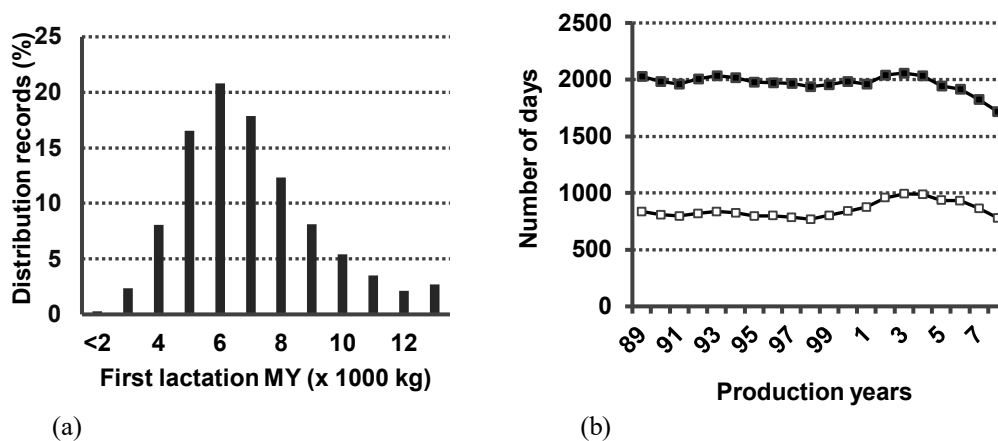 Distribution records (%)
25
20
15
10
5
0
<2 4 6 8 10 12
First lactation MY (x 1000 kg)
(a)
Number of days
2500
2000
1500
1000
500
0
89 91 93 95 97 99 1 3 5 7
Production years
(b)